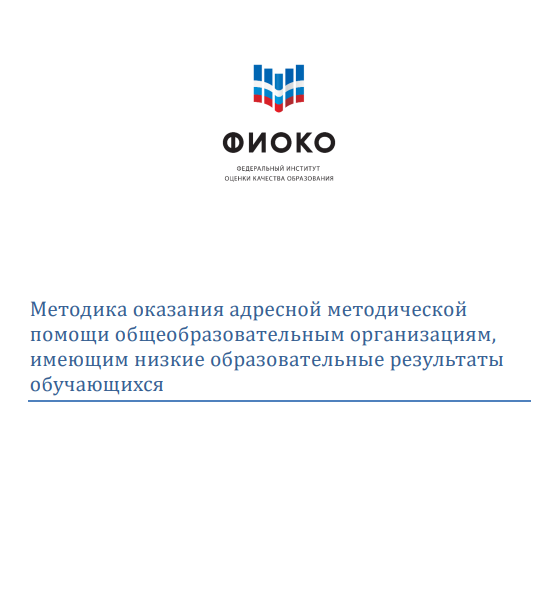 ФИОКО
ФЕДЕРАЛЬНЫЙ ИНСТИТУТ
ОЦЕНКИ КАЧЕСТВА ОБРАЗОВАНИЯ
Методика оказания адресной методической
помощи общеобразовательным организациям,
имеющим низкие образовательные результаты
обучающихся